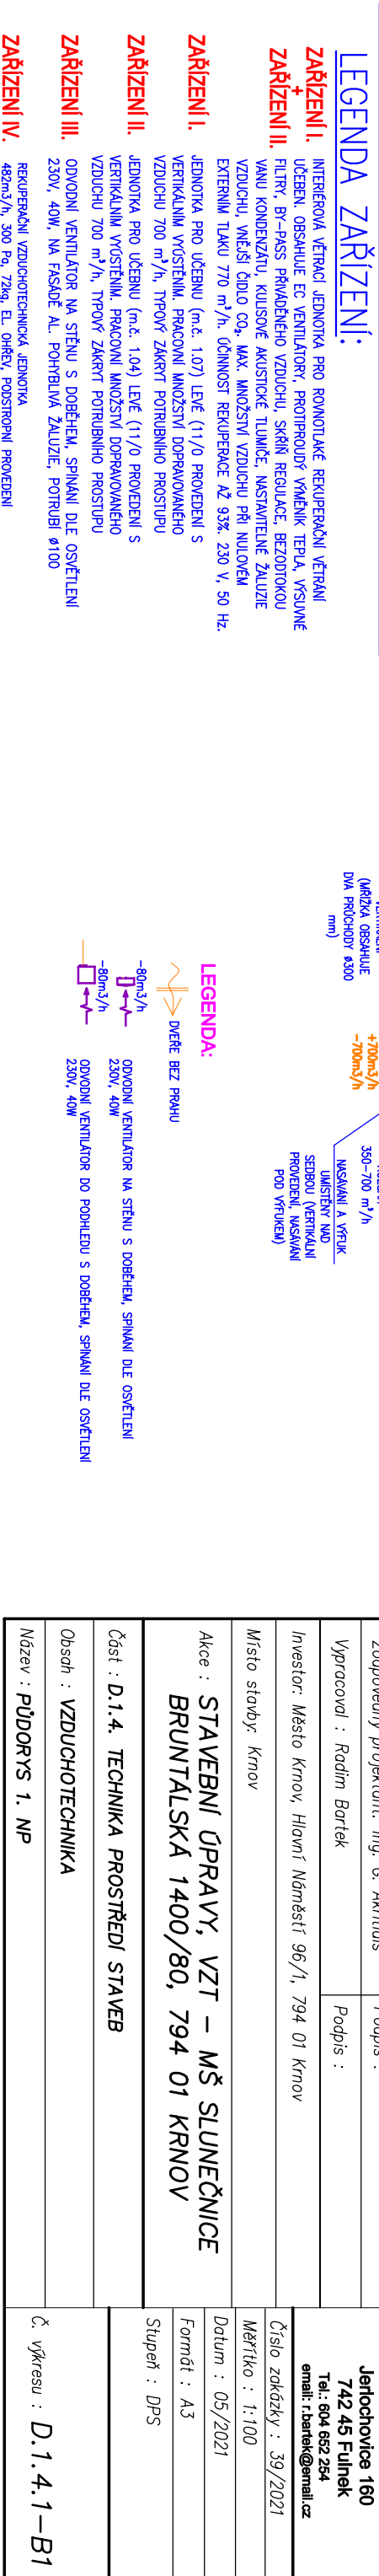 LEGENDA ZAŘÍZENÍ:
ZAŘÍZENÍ I.
+
ZAŘÍZENÍ II.
INTERIÉROVÁ VĚTRACÍ JEDNOTKA PRO ROVNOTLAKÉ REKUPERAČNÍ VĚTRÁNÍ
UČEBEN. OBSAHUJE EC VENTILÁTORY, PROTIPROUDÝ VÝMĚNÍK TEPLA, VÝSUVNÉ
FILTRY, BY-PASS PŘIVÁDĚNÉHO VZDUCHU, SKŘÍŇ REGULACE, BEZODTOKOU
VANU KONDENZÁTU, KULISOVÉ AKUSTICKÉ TLUMIČE, NASTAVITELNÉ ŽALUZIE
VZDUCHU, VNĚJŠÍ ČIDLO CO₂, MAX. MNOŽSTVÍ VZDUCHU PŘI NULOVÉM
EXTERNÍM TLAKU 770 m³/h. ÚČINNOST REKUPERACE AŽ 93%. 230 V, 50 Hz.
ZAŘÍZENÍ I.
JEDNOTKA PRO UČEBNU (m.č. 1.07) LEVÉ (11/0 PROVEDENÍ S
VERTIKÁLNÍM VYÚSTĚNÍM. PRACOVNÍ MNOŽSTVÍ DOPRAVOVANÉHO
VZDUCHU 700 m³/h, TYPOVÝ ZÁKRYT POTRUBNÍHO PROSTUPU
ZAŘÍZENÍ II.
JEDNOTKA PRO UČEBNU (m.č. 1.04) LEVÉ (11/0 PROVEDENÍ S
VERTIKÁLNÍM VYÚSTĚNÍM. PRACOVNÍ MNOŽSTVÍ DOPRAVOVANÉHO
VZDUCHU 700 m³/h, TYPOVÝ ZÁKRYT POTRUBNÍHO PROSTUPU
ZAŘÍZENÍ III.
ODVODNÍ VENTILÁTOR NA STĚNU S DOBĚHEM, SPÍNÁNÍ DLE OSVĚTLENÍ
230V, 40W, NA FASÁDĚ AL. POHYBLIVÁ ŽALUZIE, POTRUBÍ ø100
ZAŘÍZENÍ IV.
REKUPERAČNÍ VZDUCHOTECHNICKÁ JEDNOTKA
482m3/h, 300 Pa, 72kg, EL. OHŘEV, PODSTROPNÍ PROVEDENÍ
(MŘÍŽKA OBSAHUJE
DVA PRŮCHODY ø300
mm)
+700m3/h
-700m3/h
350-700 m³/h
NASÁVÁNÍ A VÝFUK
UMÍSTĚNÝ NAD
SEDBOU (VERTIKÁLNÍ
PROVEDENÍ, NASÁVÁNÍ
POD VÝFUKEM)
LEGENDA:
DVEŘE BEZ PRAHU
-80m3/h
ODVODNÍ VENTILÁTOR NA STĚNU S DOBĚHEM, SPÍNÁNÍ DLE OSVĚTLENÍ
230V, 40W
-80m3/h
ODVODNÍ VENTILÁTOR DO PODHLEDU S DOBĚHEM, SPÍNÁNÍ DLE OSVĚTLENÍ
230V, 40W
Zodpovědný projektant: Ing. G. Akritidis
Podpis :
Vypracoval : Radim Bartek
Podpis :
Jerlochovice 160
742 45 Fulnek
Tel.: 604 652 254
email: r.bartek@email.cz
Investor: Město Krnov, Hlavní Náměstí 96/1, 794 01 Krnov
Číslo zakázky : 39/2021
Místo stavby: Krnov
Měřítko : 1:100
Akce : STAVEBNÍ ÚPRAVY, VZT – MŠ SLUNEČNICE
BRUNTÁLSKÁ 1400/80, 794 01 KRNOV
Datum : 05/2021
Formát : A3
Stupeň : DPS
Část : D.1.4. TECHNIKA PROSTŘEDÍ STAVEB
Obsah : VZDUCHOTECHNIKA
Název : PŮDORYS 1. NP
Č. výkresu : D.1.4.1-B1